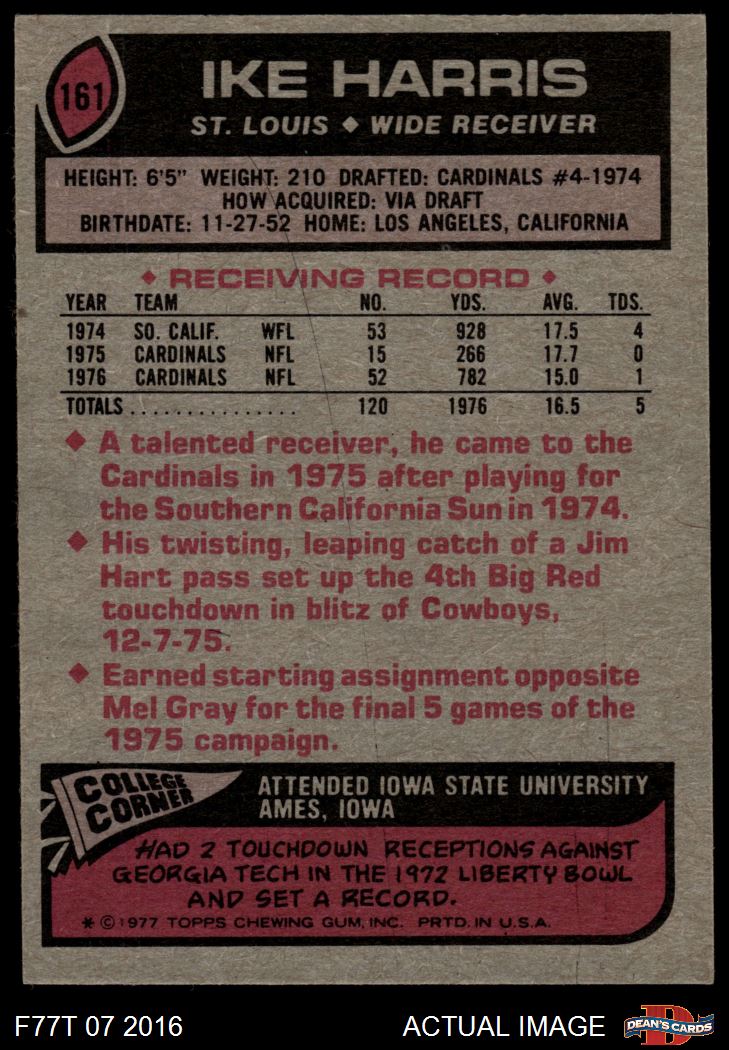 161
IKE HARRIS
ST. LOUIS ◆ WIDE RECEIVER
HEIGHT: 6'5" WEIGHT: 210 DRAFTED: CARDINALS #4-1974
HOW ACQUIRED: VIA DRAFT
BIRTHDATE: 11-27-52 HOME: LOS ANGELES, CALIFORNIA
◆ RECEIVING RECORD ◆
YEAR TEAM NO. YDS. AVG. TDS.
1974 SO. CALIF. WFL 53 928 17.5 4
1975 CARDINALS NFL 15 266 17.7 0
1976 CARDINALS NFL 52 782 15.0 1
TOTALS ................ 120 1976 16.5 5
◆ A talented receiver, he came to the
Cardinals in 1975 after playing for
the Southern California Sun in 1974.
◆ His twisting, leaping catch of a Jim
Hart pass set up the 4th Big Red
touchdown in blitz of Cowboys,
12-7-75.
◆ Earned starting assignment opposite
Mel Gray for the final 5 games of the
1975 campaign.
COLLEGE
CORNER
ATTENDED IOWA STATE UNIVERSITY
AMES, IOWA
HAD 2 TOUCHDOWN RECEPTIONS AGAINST
GEORGIA TECH IN THE 1972 LIBERTY BOWL
AND SET A RECORD.
* © 1977 TOPPS CHEWING GUM, INC. PRTD. IN U.S.A.
F77T 07 2016 ACTUAL IMAGE
D
DEAN'S CARDS